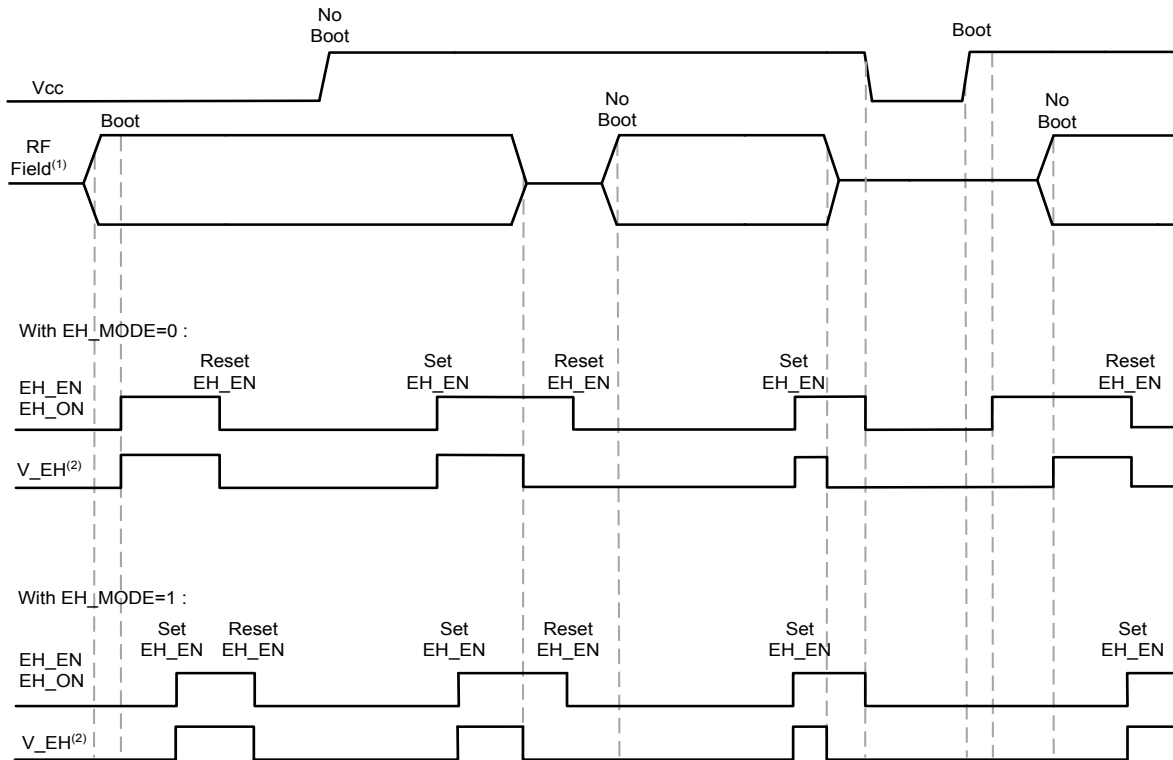 No
Boot
Boot
Vcc
Boot
No
Boot
No
Boot
RF
Field(1)
With EH_MODE=0 :
Reset
EH_EN
Set
EH_EN
Reset
EH_EN
Set
EH_EN
Reset
EH_EN
EH_EN
EH_ON
V_EH(2)
With EH_MODE=1 :
Set
EH_EN
Reset
EH_EN
Set
EH_EN
Reset
EH_EN
Set
EH_EN
Set
EH_EN
EH_EN
EH_ON
V_EH(2)